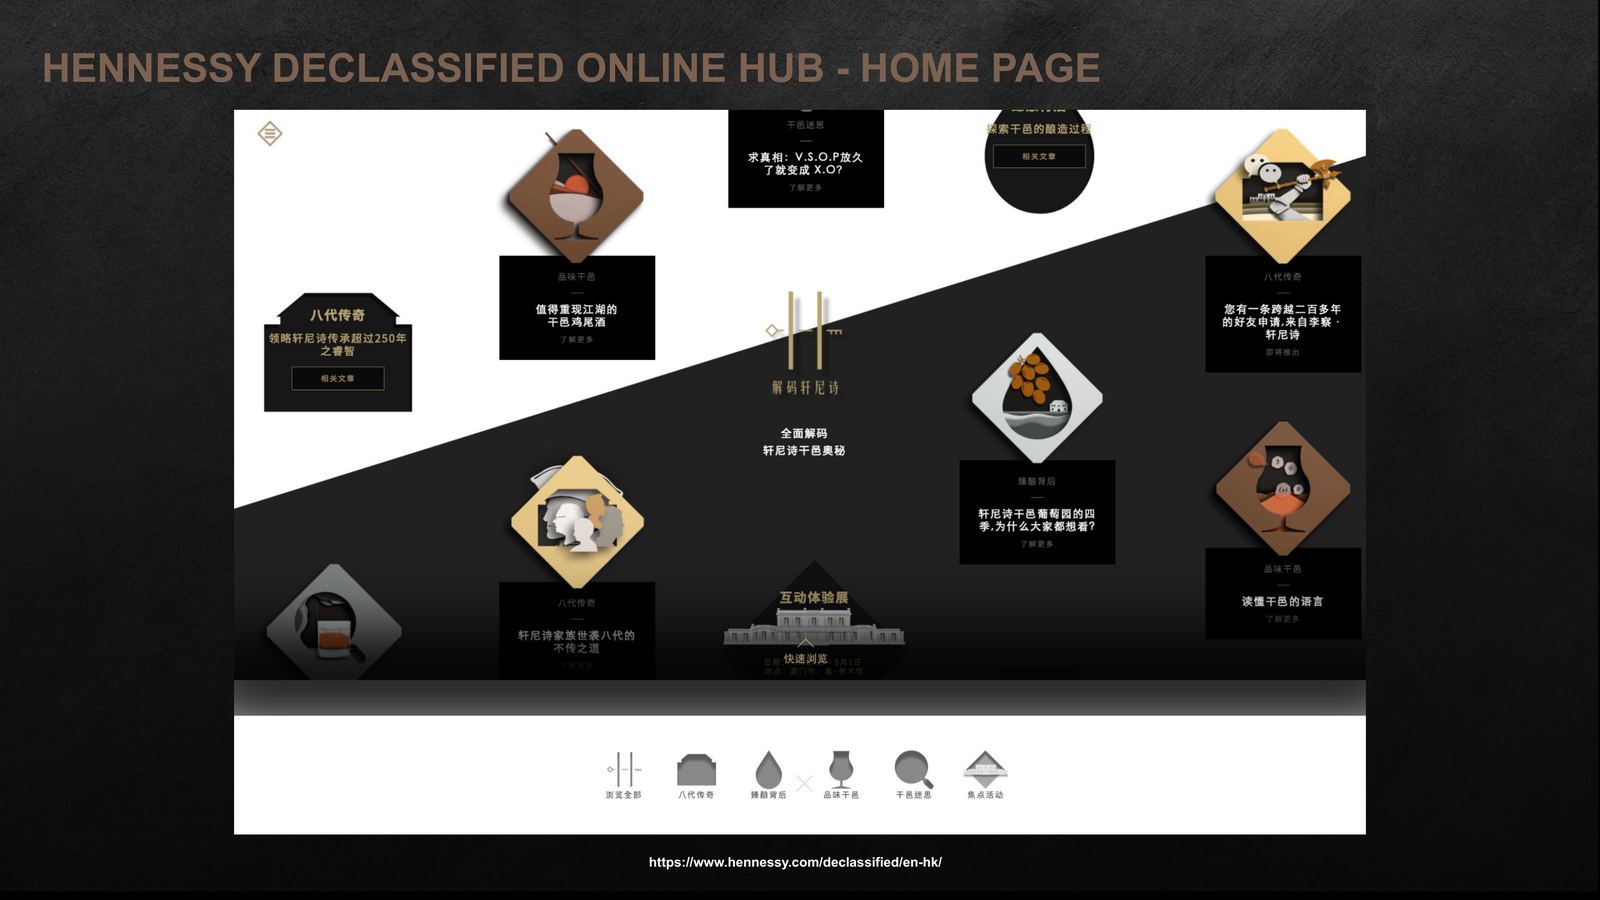 HENNESSY DECLASSIFIED ONLINE HUB - HOME PAGE
干邑迷思
求真相：V.S.O.P放久
了就变成 X.O?
了解更多
探索干邑的酿造过程
相关文章
品味干邑
值得重现江湖的
干邑鸡尾酒
了解更多
八代传奇
领略轩尼诗传承超过250年
之睿智
相关文章
八代传奇
您有一条跨越二百多年
的好友申请,来自李察 ·
轩尼诗
即将推出
解码轩尼诗
全面解码
轩尼诗干邑奥秘
臻酿背后
轩尼诗干邑葡萄园的四
季,为什么大家都想看?
了解更多
品味干邑
读懂干邑的语言
了解更多
八代传奇
轩尼诗家族世袭八代的
不传之道
了解更多
互动体验展
快速浏览
浏览全部
八代传奇
臻酿背后
品味干邑
干邑迷思
焦点活动
https://www.hennessy.com/declassified/en-hk/